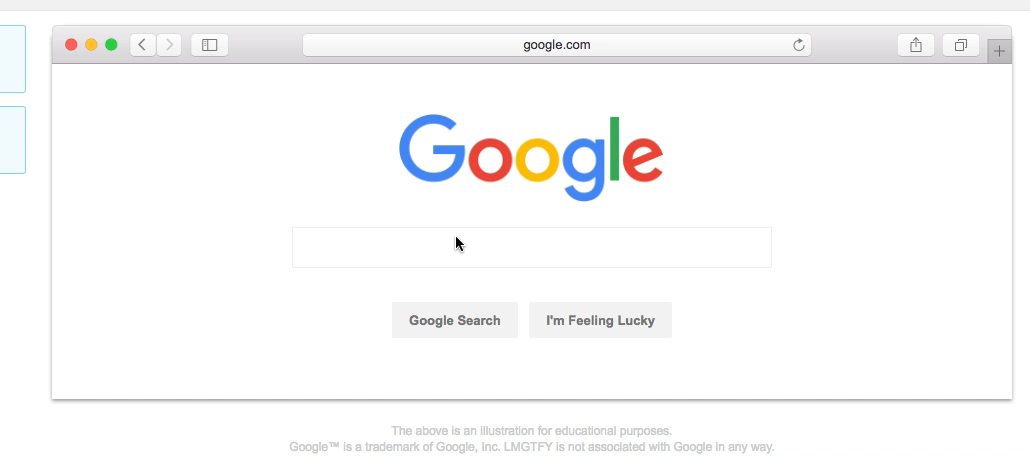 google.com
Google
Google Search
I'm Feeling Lucky
The above is an illustration for educational purposes.
Google™ is a trademark of Google, Inc. LMGTFY is not associated with Google in any way.